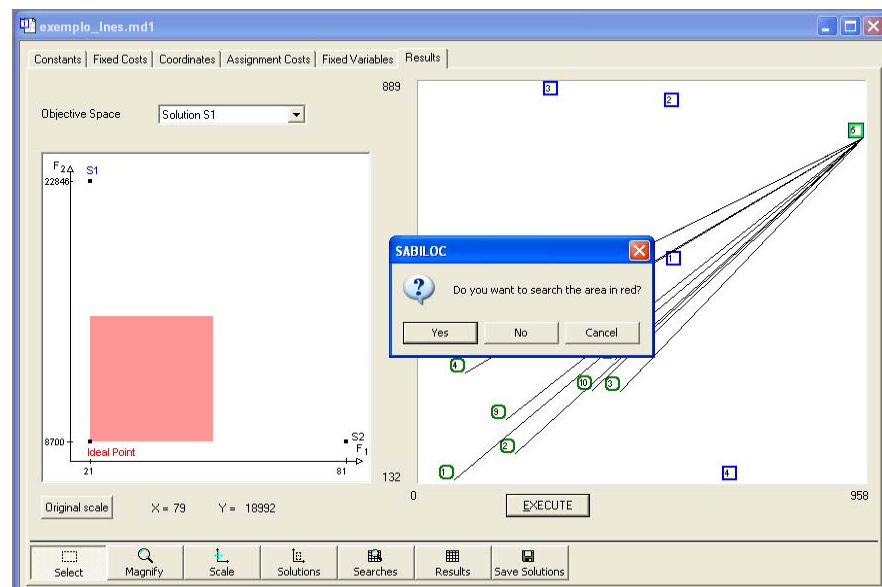 exemplo_Ines.md1
Constants Fixed Costs Coordinates Assignment Costs Fixed Variables Results
Objective Space
Solution S1
F2
S1
22846
8700
Ideal Point
S2
F1
21
81
Original scale
X = 79 Y = 18992
889
3
2
5
1
4
9
10
3
2
1
4
132
0
958
SABILOC
Do you want to search the area in red?
Yes No Cancel
EXECUTE
Select Magnify Scale Solutions Searches Results Save Solutions